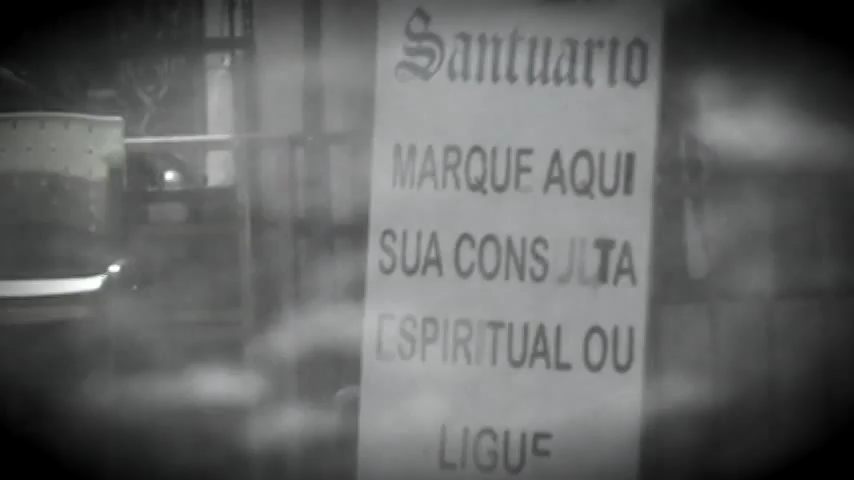 Santuario
MARQUE AQUI
SUA CONSULTA
ESPIRITUAL OU
LIGUE